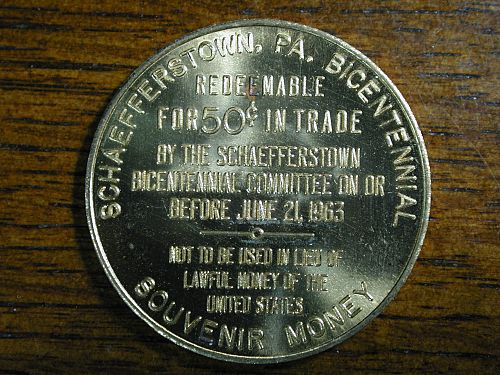 SCHAEFFERSTOWN, PA. BICENTENNIAL
REDEEMABLE
FOR 50¢ IN TRADE
BY THE SCHAEFFERSTOWN
BICENTENNIAL COMMITTEE ON OR
BEFORE JUNE 21, 1963
NOT TO BE USED IN LIEU OF
LAWFUL MONEY OF THE
UNITED STATES
SOUVENIR MONEY